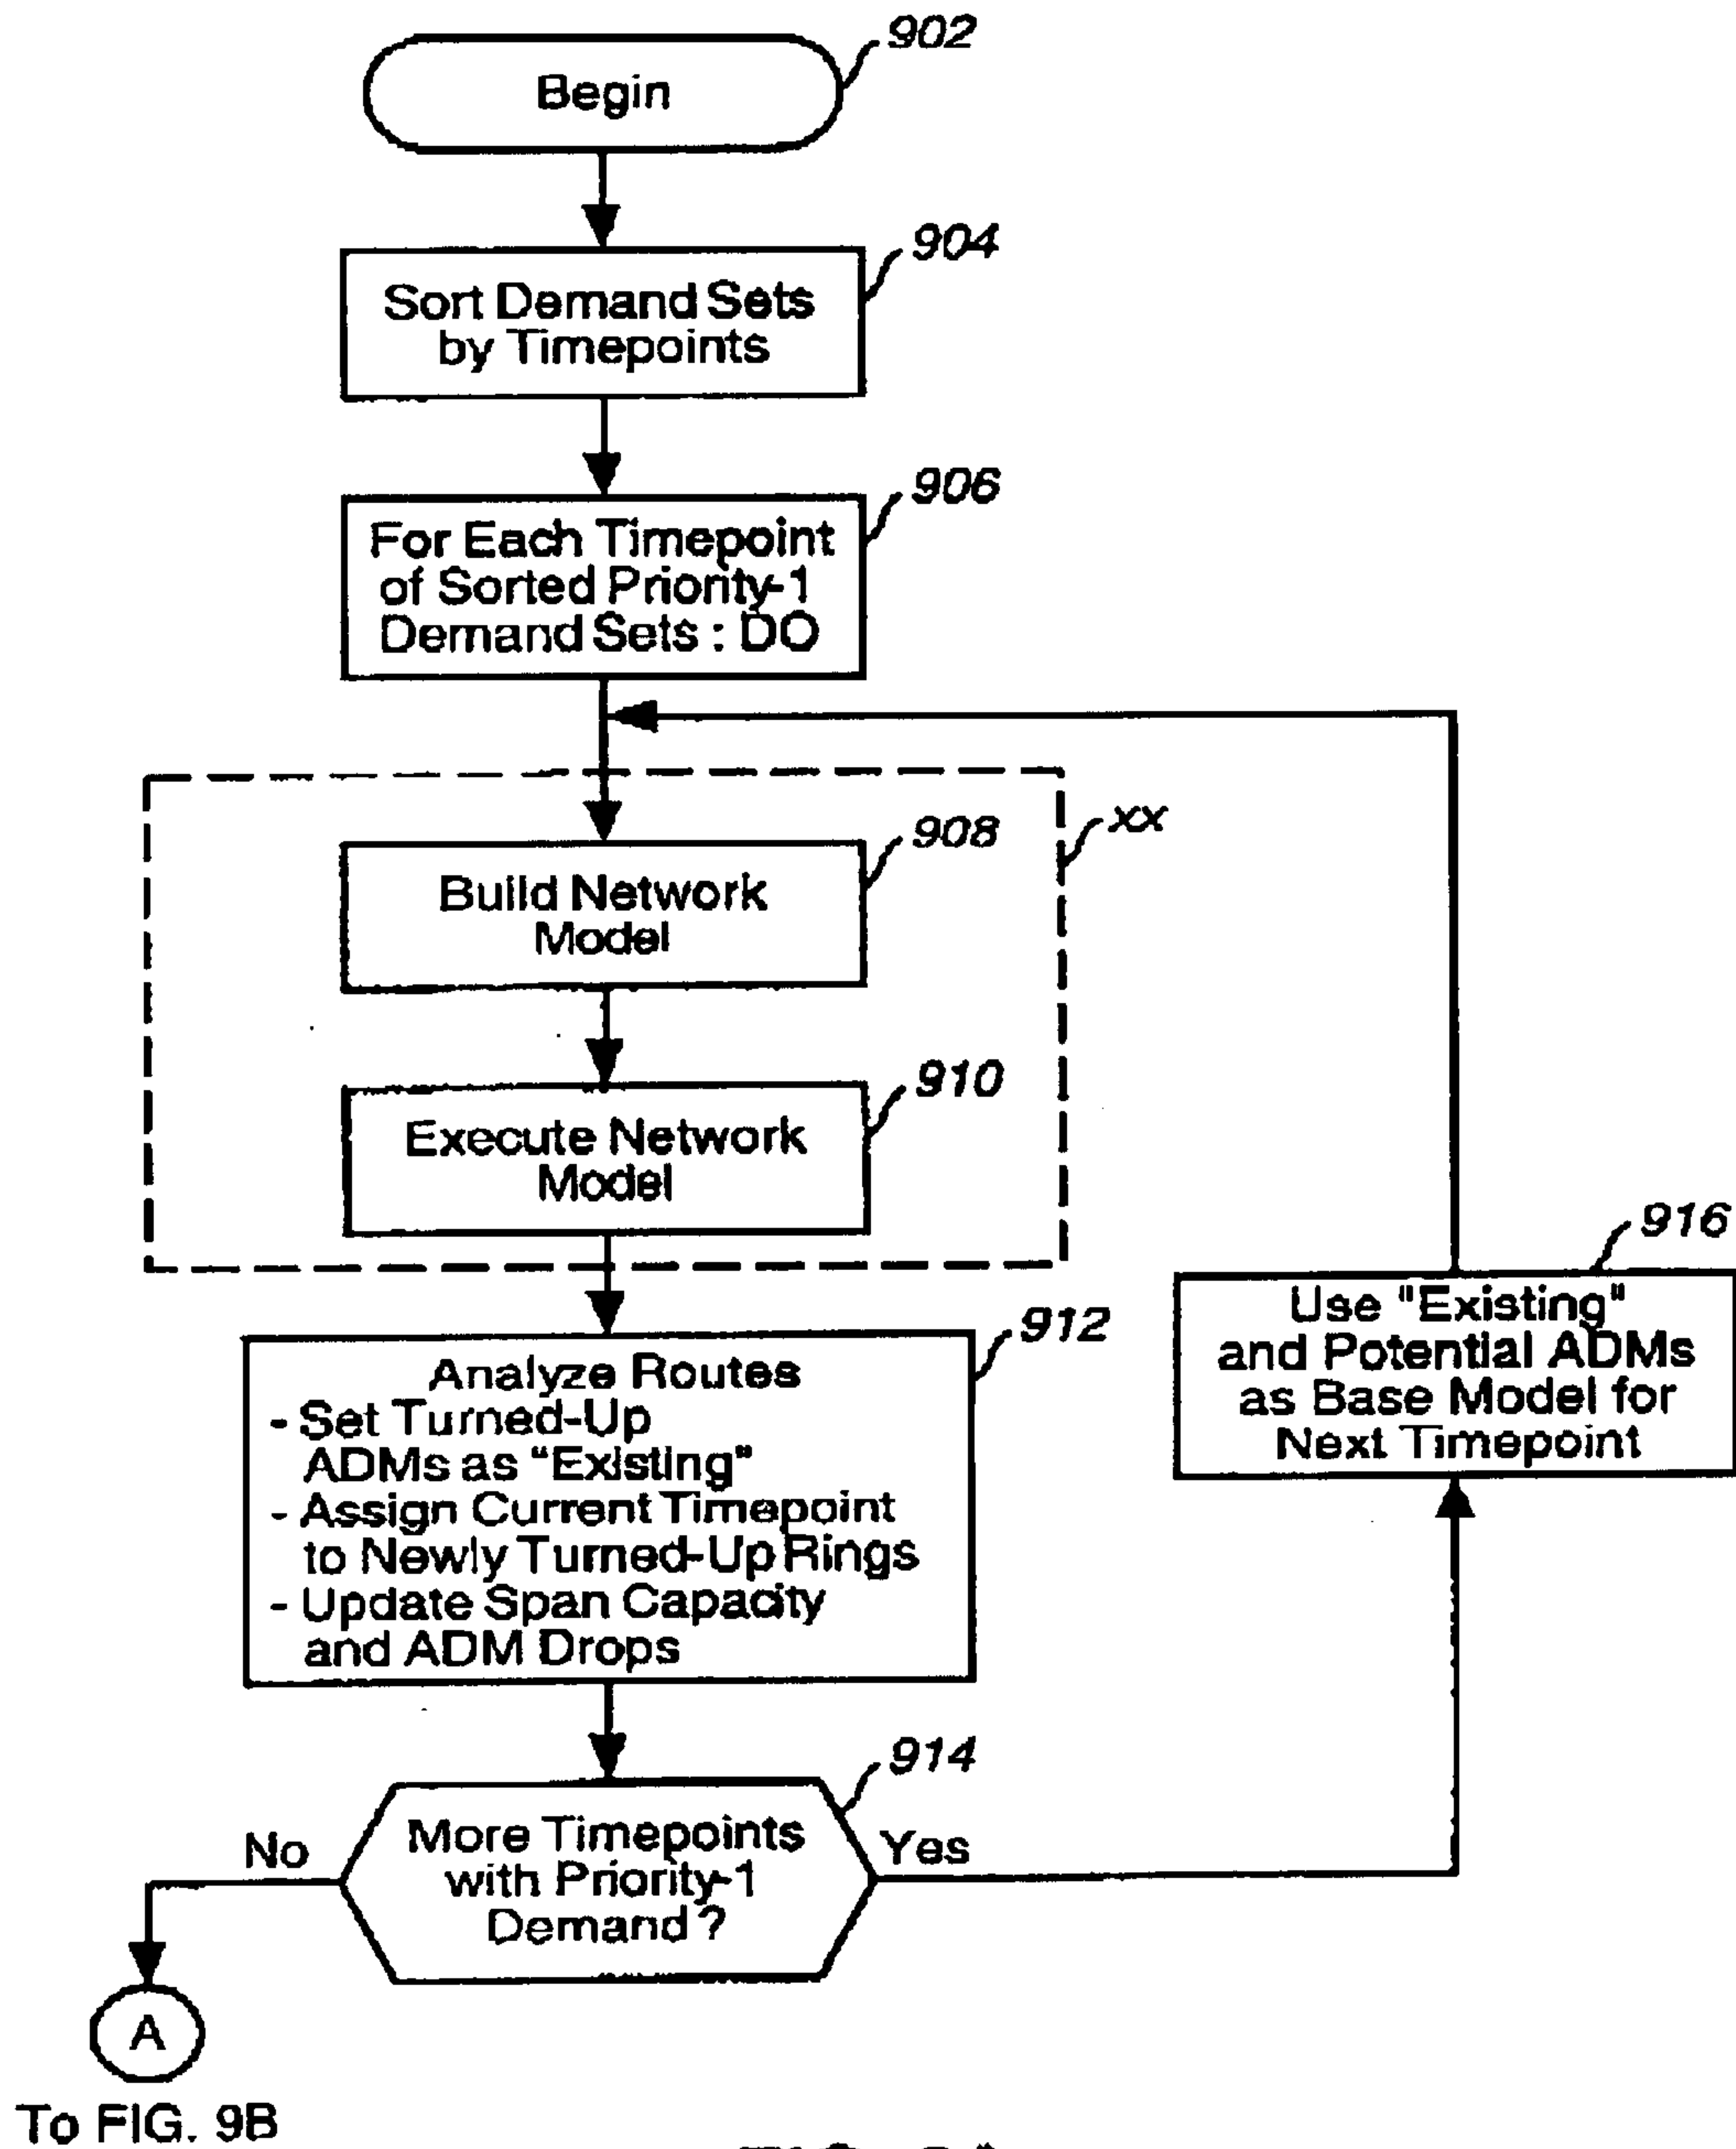 902
Begin
904
Sort Demand Sets
by Timepoints
906
For Each Timepoint
of Sorted Priority-1
Demand Sets : DO
xx
908
Build Network
Model
910
Execute Network
Model
916
Use "Existing"
and Potential ADMs
as Base Model for
Next Timepoint
912
Analyze Routes
- Set Turned-Up
ADMs as "Existing"
- Assign Current Timepoint
to Newly Turned-Up Rings
- Update Span Capacity
and ADM Drops
914
More Timepoints
with Priority-1
Demand ?
No
Yes
A
To FIG. 9B